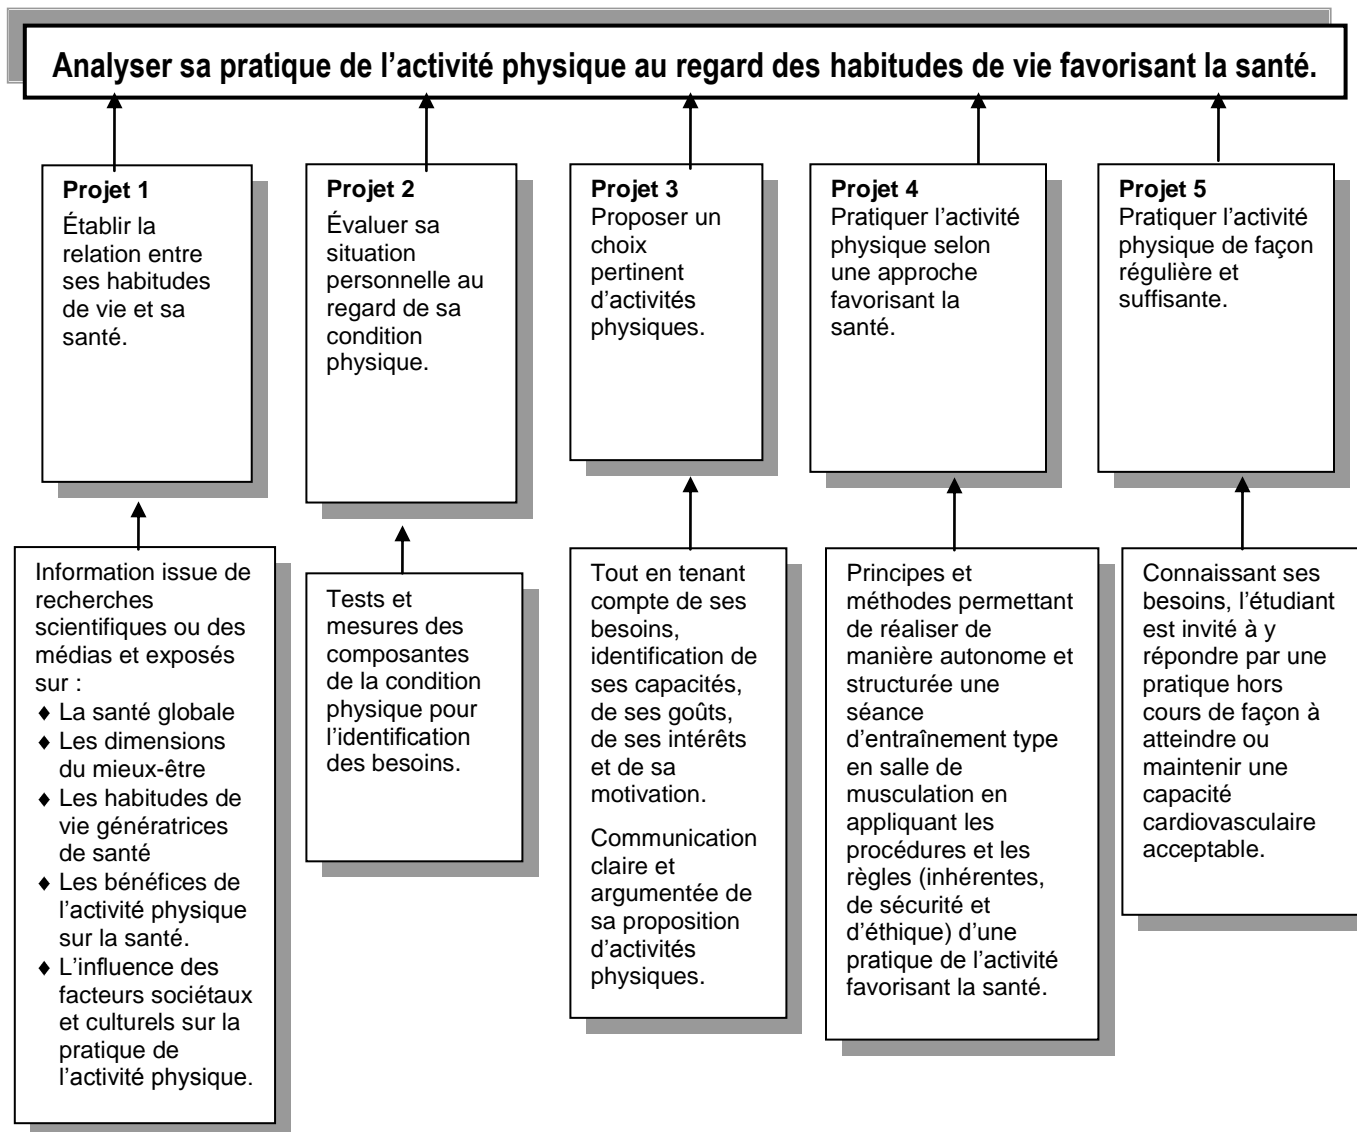 Analyser sa pratique de l’activité physique au regard des habitudes de vie favorisant la santé.
Projet 1
Établir la
relation entre
ses habitudes
de vie et sa
santé.
Projet 2
Évaluer sa
situation
personnelle au
regard de sa
condition
physique.
Projet 3
Proposer un
choix
pertinent
d’activités
physiques.
Projet 4
Pratiquer l’activité
physique selon
une approche
favorisant la
santé.
Projet 5
Pratiquer l’activité
physique de façon
régulière et
suffisante.
Information issue de
recherches
scientifiques ou des
médias et exposés
sur :
♦ La santé globale
♦ Les dimensions
du mieux-être
♦ Les habitudes de
vie génératrices
de santé
♦ Les bénéfices de
l’activité physique
sur la santé.
♦ L’influence des
facteurs sociétaux
et culturels sur la
pratique de
l’activité physique.
Tests et
mesures des
composantes
de la condition
physique pour
l’identification
des besoins.
Tout en tenant
compte de ses
besoins,
identification de
ses capacités,
de ses goûts,
de ses intérêts
et de sa
motivation.
Communication
claire et
argumentée de
sa proposition
d’activités
physiques.
Principes et
méthodes permettant
de réaliser de
manière autonome et
structurée une
séance
d’entraînement type
en salle de
musculation en
appliquant les
procédures et les
règles (inhérentes,
de sécurité et
d’éthique) d’une
pratique de l’activité
favorisant la santé.
Connaissant ses
besoins, l’étudiant
est invité à y
répondre par une
pratique hors
cours de façon à
atteindre ou
maintenir une
capacité
cardiovasculaire
acceptable.